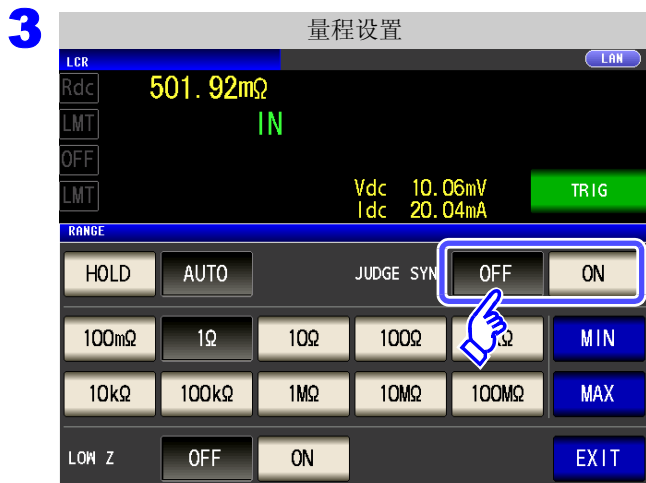 3
量程设置
LCR
LAN
Rdc 501.92mΩ
LMT IN
OFF
LMT
Vdc 10.06mV
Idc 20.04mA
TRIG
RANGE
HOLD AUTO JUDGE SYN OFF ON
100mΩ 1Ω 10Ω 100Ω MIN
10kΩ 100kΩ 1MΩ 10MΩ 100MΩ MAX
LOW Z OFF ON EXIT